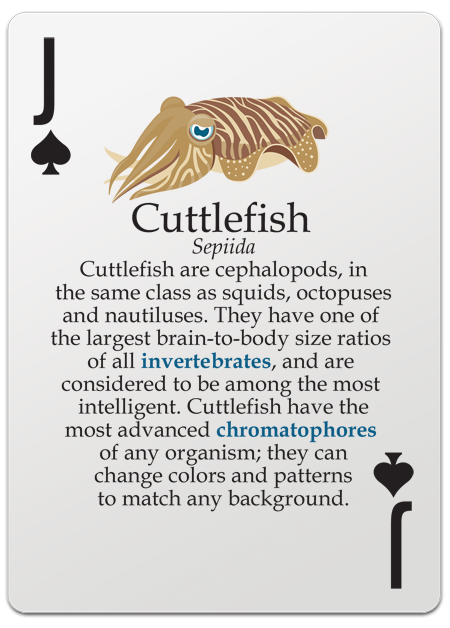 J
Cuttlefish
Sepiida
Cuttlefish are cephalopods, in
the same class as squids, octopuses
and nautiluses. They have one of
the largest brain-to-body size ratios
of all invertebrates, and are
considered to be among the most
intelligent. Cuttlefish have the
most advanced chromatophores
of any organism; they can
change colors and patterns
to match any background.
J